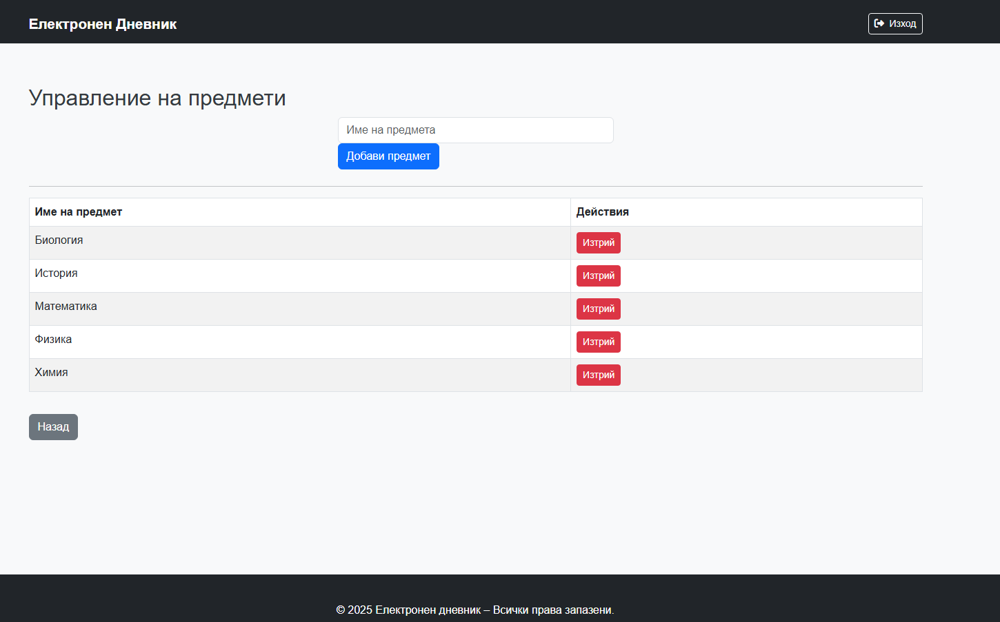 Електронен Дневник
Изход
Управление на предмети
Име на предмета
Добави предмет
Име на предмет Действия
Биология Изтрий
История Изтрий
Математика Изтрий
Физика Изтрий
Химия Изтрий
Назад
© 2025 Електронен дневник – Всички права запазени.